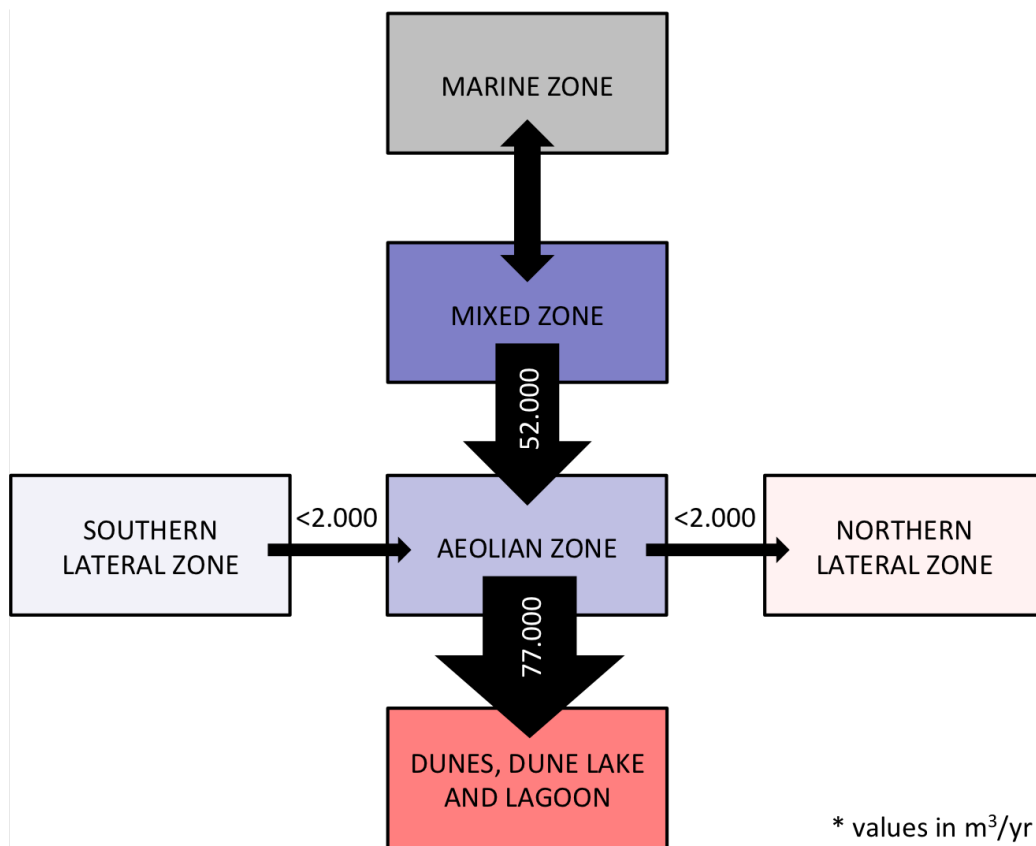 MARINE ZONE
MIXED ZONE
52.000
SOUTHERN
LATERAL ZONE
<2.000
AEOLIAN ZONE
<2.000
NORTHERN
LATERAL ZONE
77.000
DUNES, DUNE LAKE
AND LAGOON
* values in m³/yr